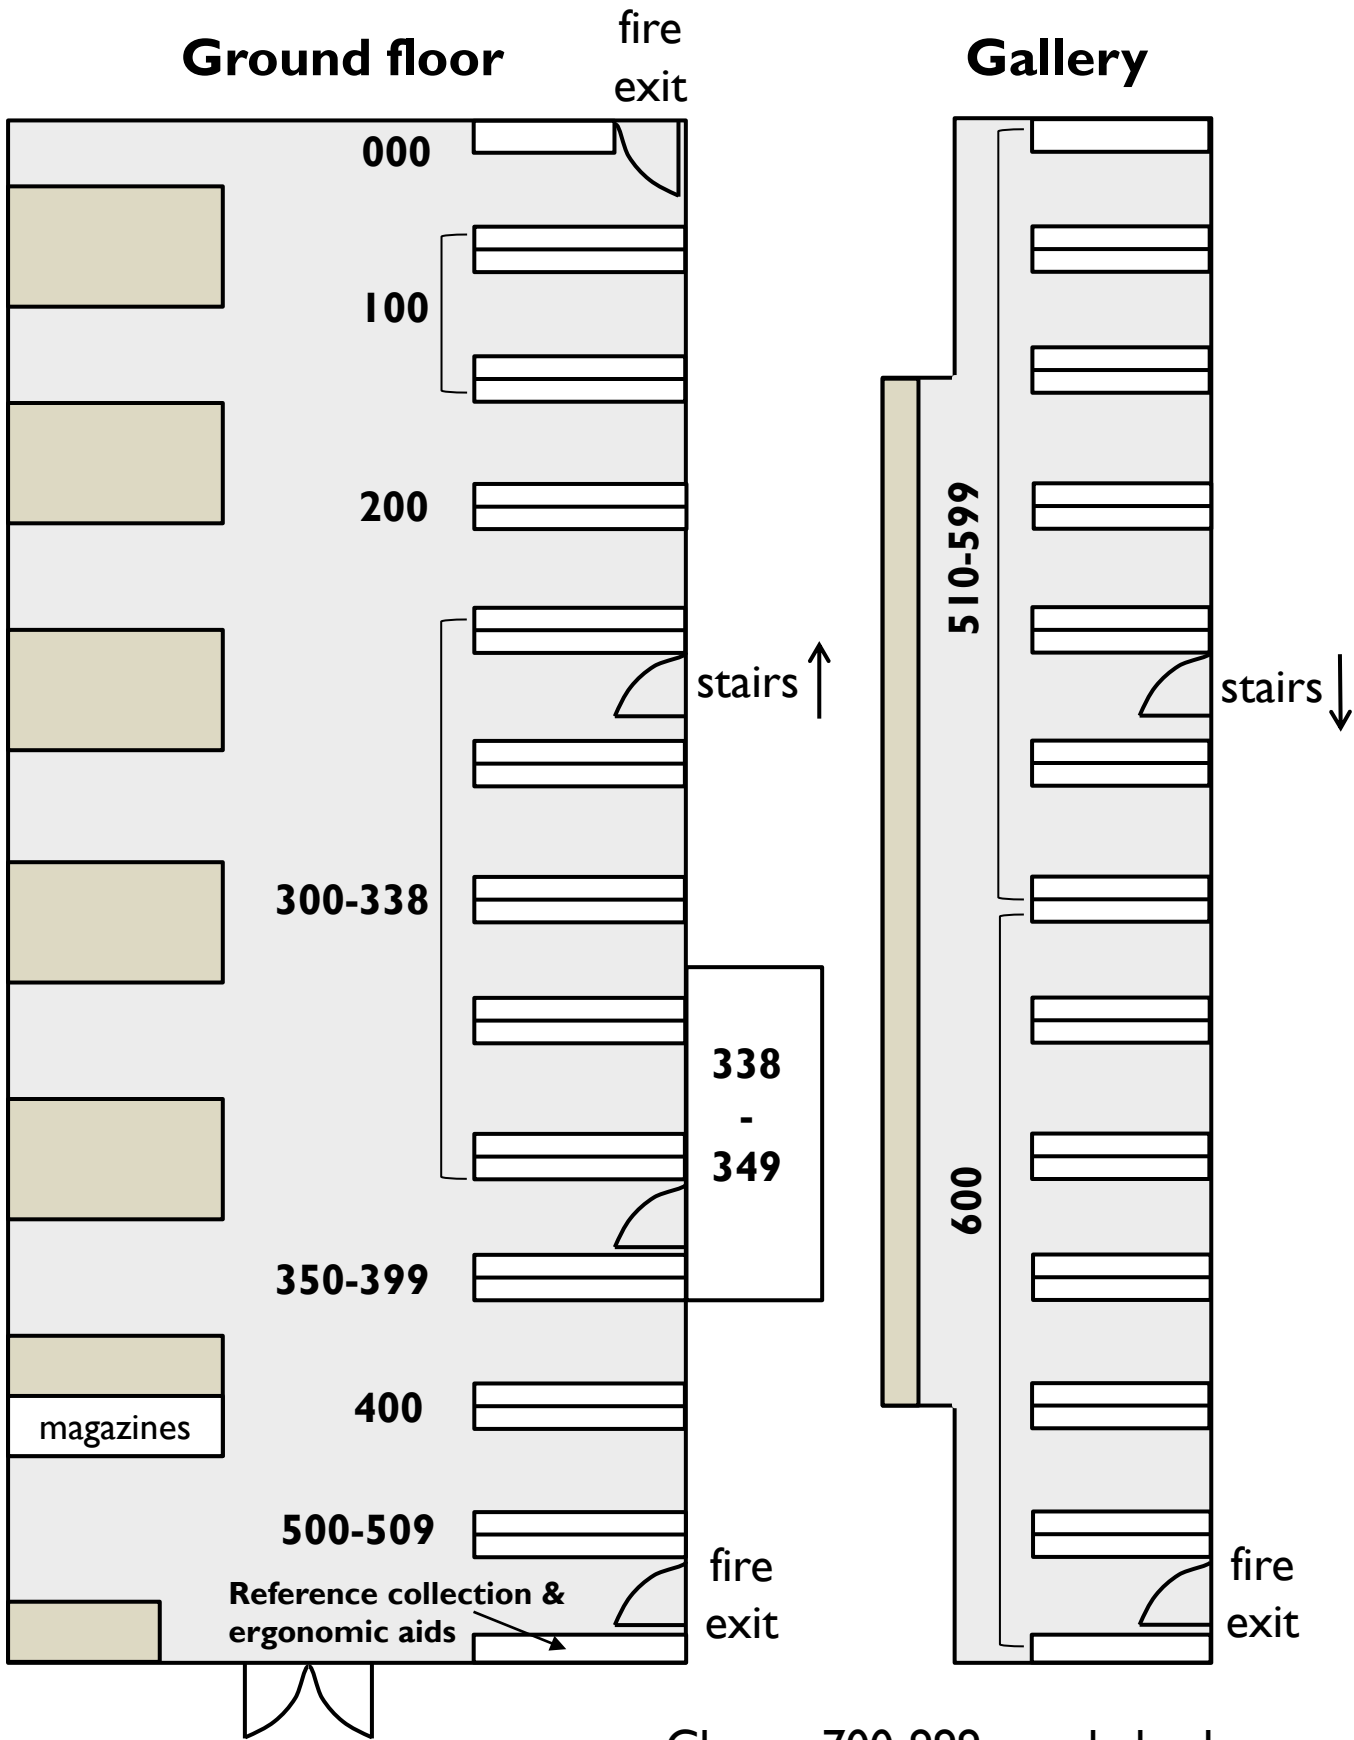 Ground floor
fire
exit
Gallery
000
100
200
stairs
300-338
338
-
349
350-399
400
magazines
500-509
Reference collection &
ergonomic aids
fire
exit
510-599
stairs
600
fire
exit